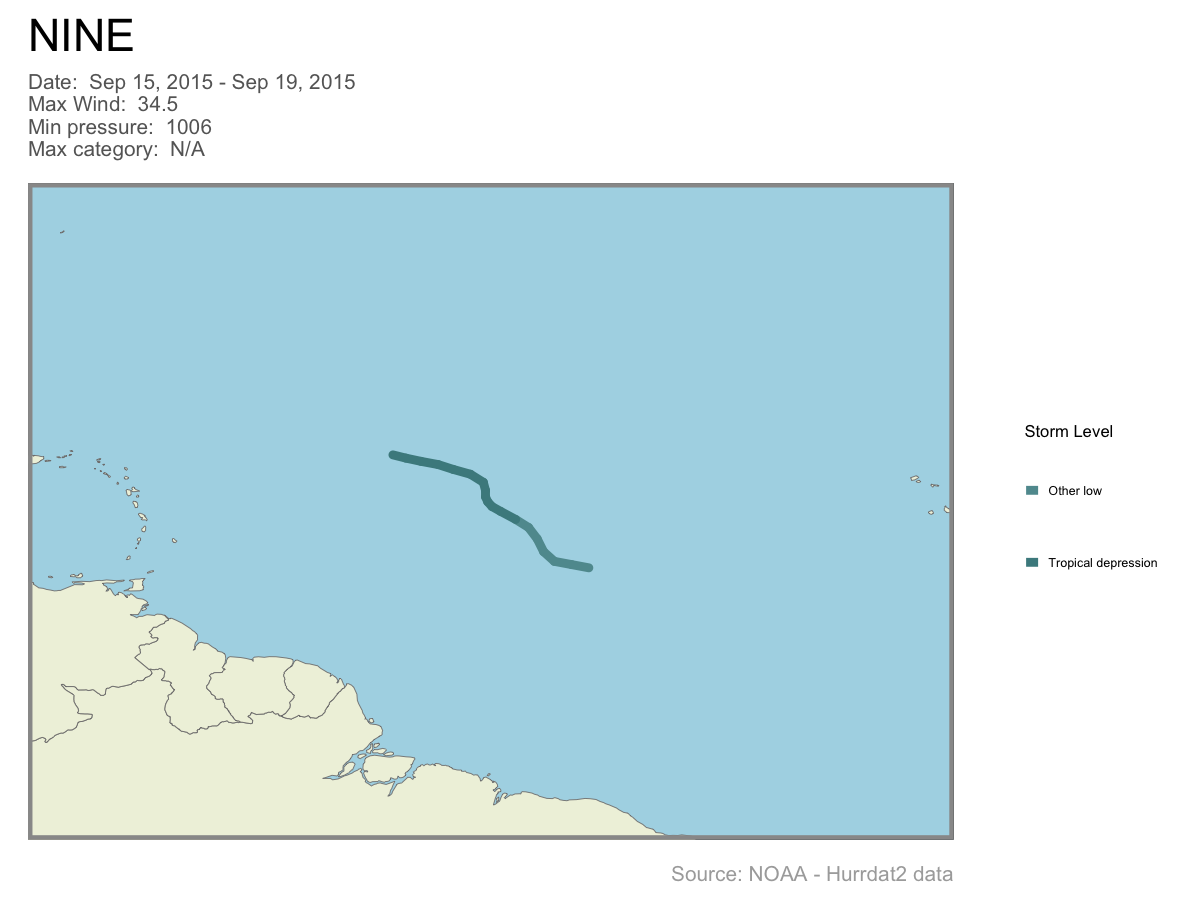 NINE
Date:  Sep 15, 2015 - Sep 19, 2015
Max Wind:  34.5
Min pressure:  1006
Max category:  N/A
Storm Level
Other low
Tropical depression
Source: NOAA - Hurrdat2 data